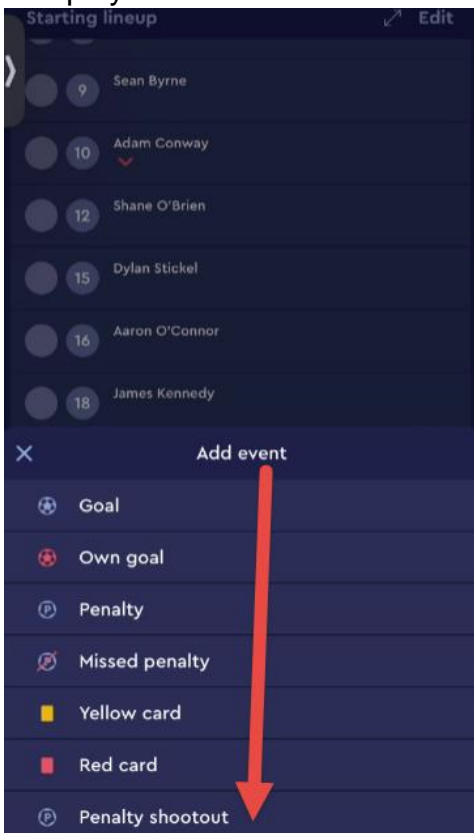 Starting lineup Edit
9 Sean Byrne
10 Adam Conway
12 Shane O'Brien
15 Dylan Stickel
16 Aaron O'Connor
18 James Kennedy
Add event
Goal
Own goal
P Penalty
P Missed penalty
Yellow card
Red card
P Penalty shootout